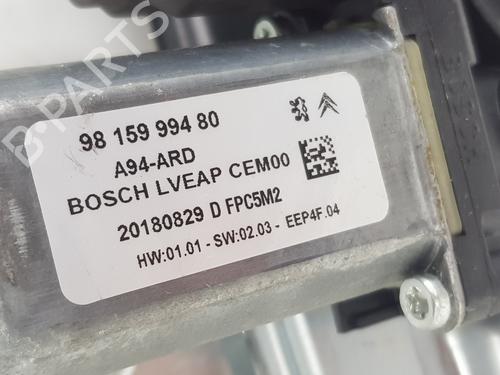 B-PARTS
98 159 994 80
A94-ARD
BOSCH LVEAP CEM00
20180829 D FPC5M2
HW:01.01 - SW:02.03 - EEP4F.04